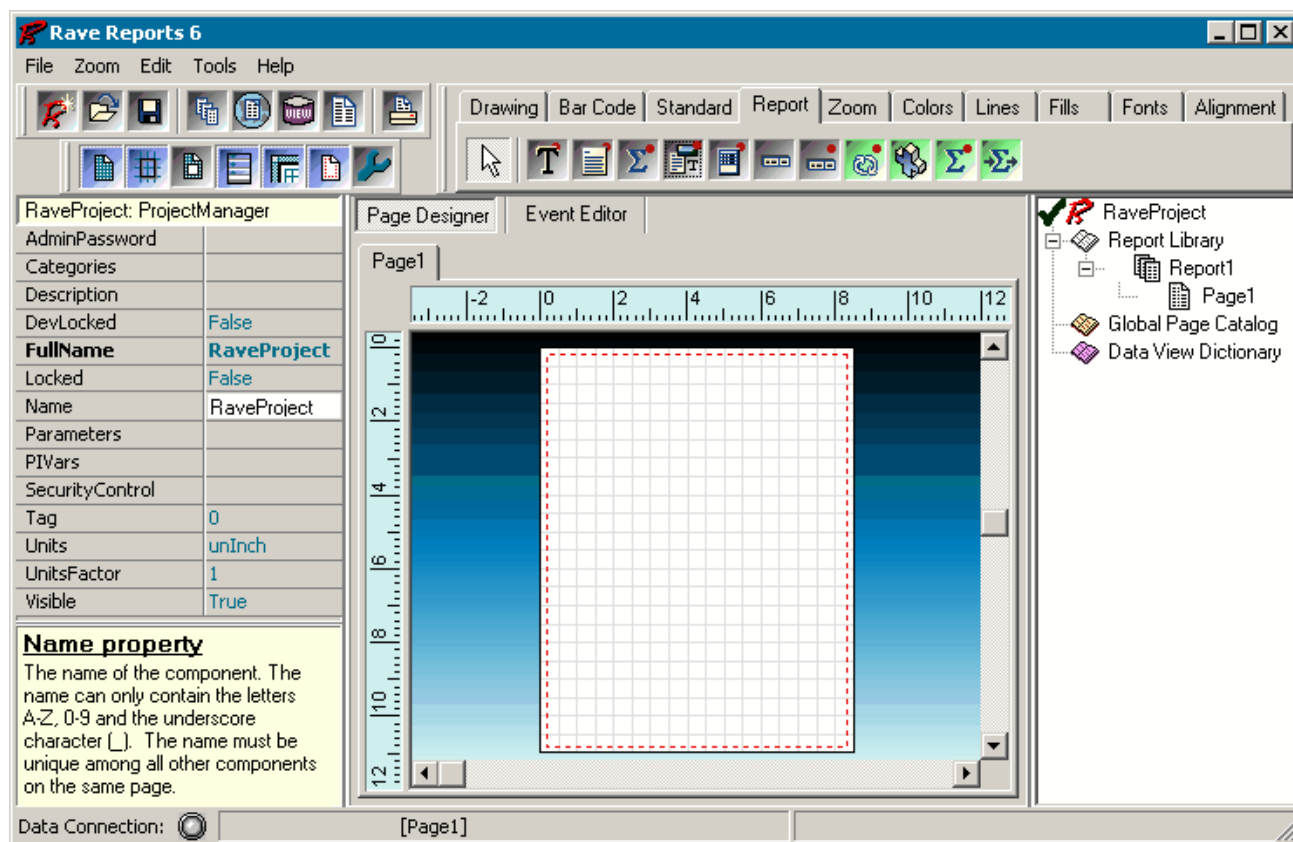 Rave Reports 6
File Zoom Edit Tools Help
Drawing Bar Code Standard Report Zoom Colors Lines Fills Fonts Alignment
VIEW
T Σ T Σ Σ
RaveProject: ProjectManager
AdminPassword
Categories
Description
DevLocked False
FullName RaveProject
Locked False
Name RaveProject
Parameters
PIVars
SecurityControl
Tag 0
Units unInch
UnitsFactor 1
Visible True
Name property
The name of the component. The
name can only contain the letters
A-Z, 0-9 and the underscore
character (_). The name must be
unique among all other components
on the same page.
Page Designer Event Editor
Page1
-2 0 2 4 6 8 10 12
0
2
4
6
8
10
12
RaveProject
Report Library
Report1
Page1
Global Page Catalog
Data View Dictionary
Data Connection: [Page1]